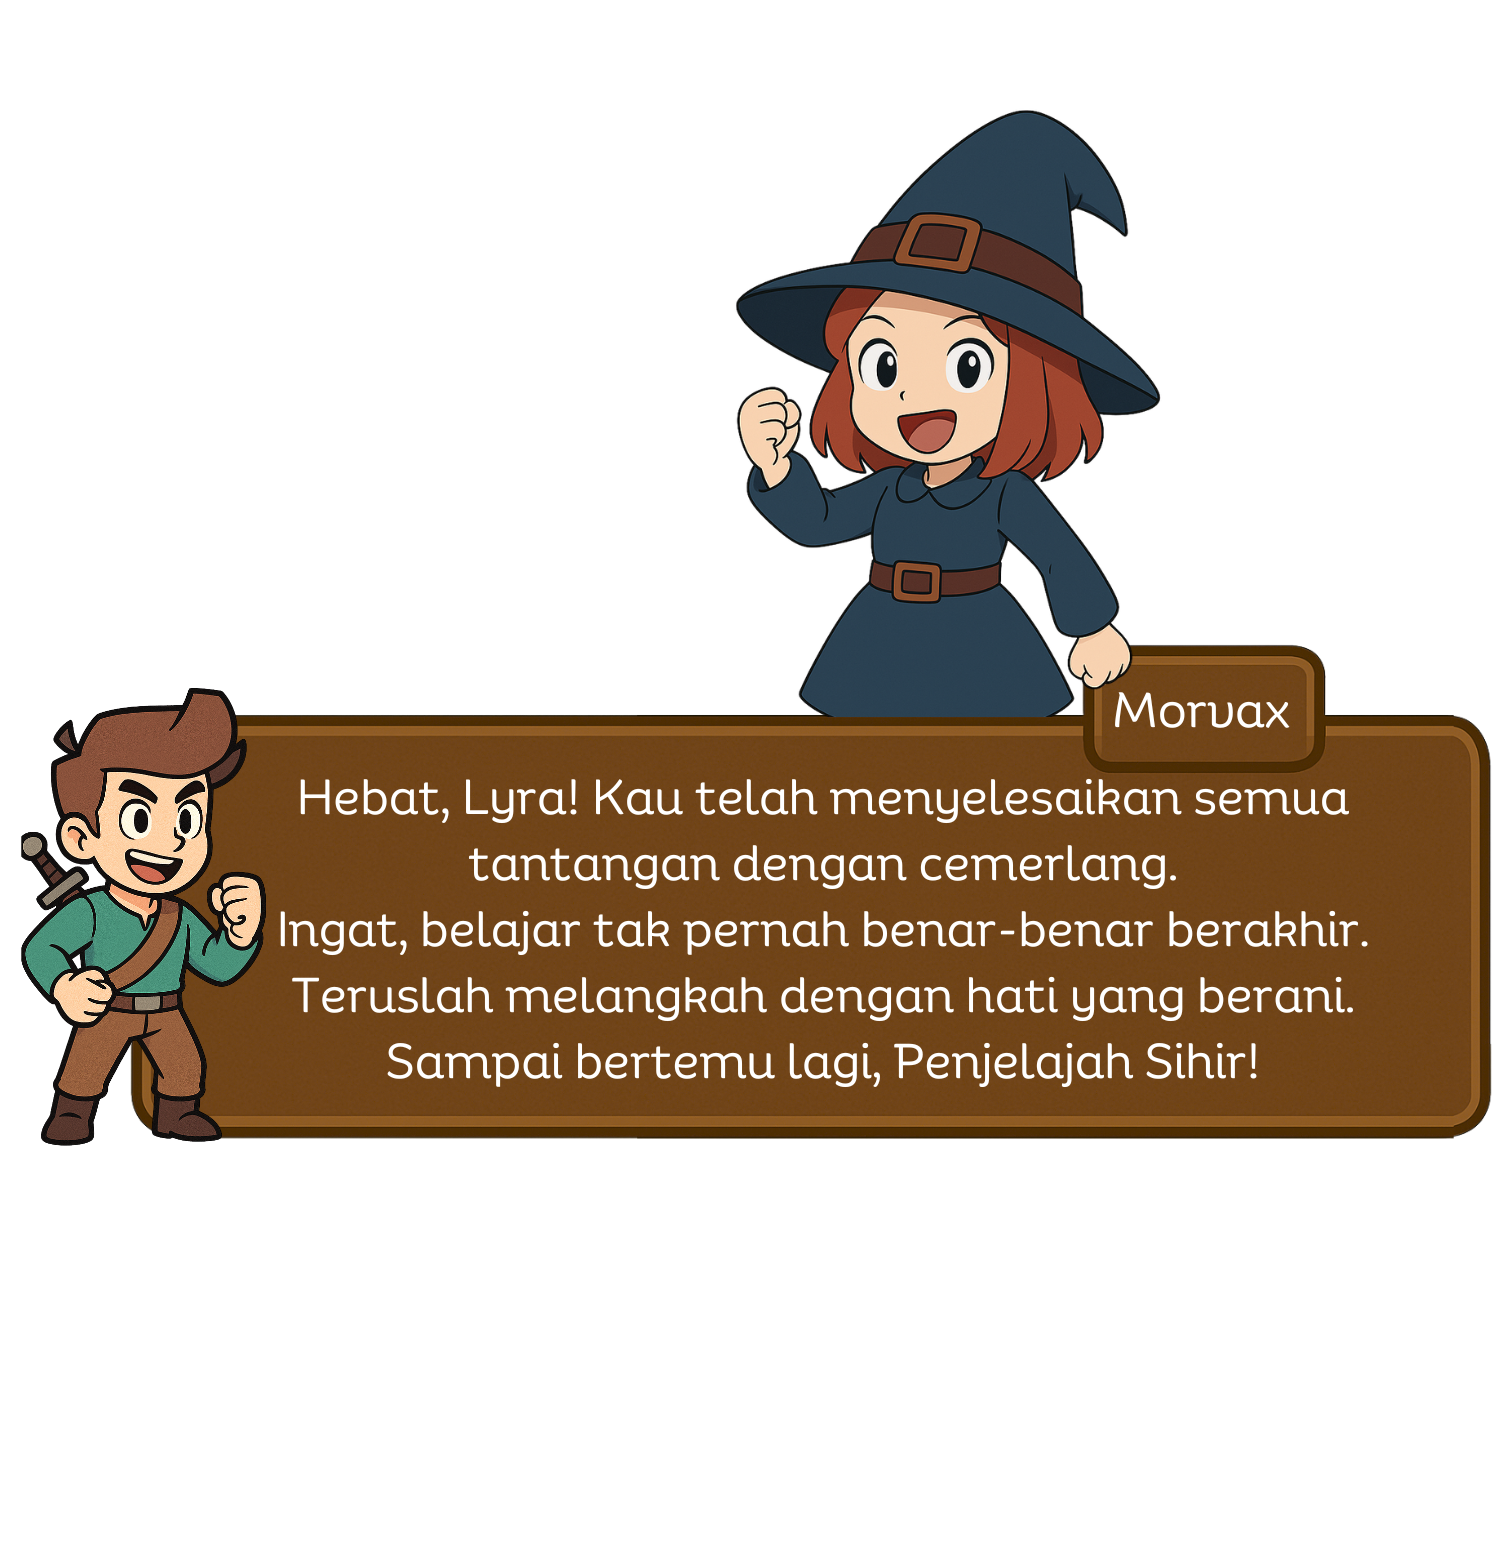 Morvax
Hebat, Lyra! Kau telah menyelesaikan semua
tantangan dengan cemerlang.
Ingat, belajar tak pernah benar-benar berakhir.
Teruslah melangkah dengan hati yang berani.
Sampai bertemu lagi, Penjelajah Sihir!